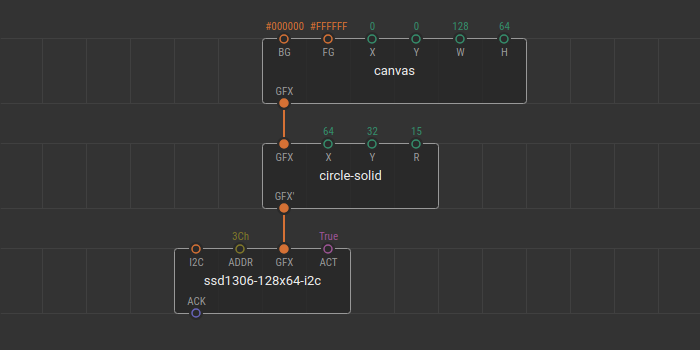 #000000 #FFFFFF 0 0 128 64
BG FG X Y W H
canvas
GFX
64 32 15
GFX X Y R
circle-solid
GFX'
3Ch True
I2C ADDR GFX ACT
ssd1306-128x64-i2c
ACK